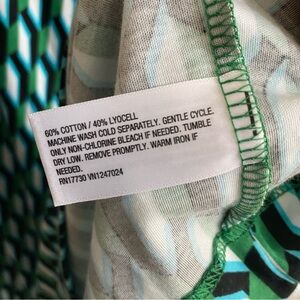 60% COTTON / 40% LYOCELL
MACHINE WASH COLD SEPARATELY. GENTLE CYCLE.
ONLY NON-CHLORINE BLEACH IF NEEDED. TUMBLE
DRY LOW. REMOVE PROMPTLY. WARM IRON IF
NEEDED.
RN17730 VN1247024